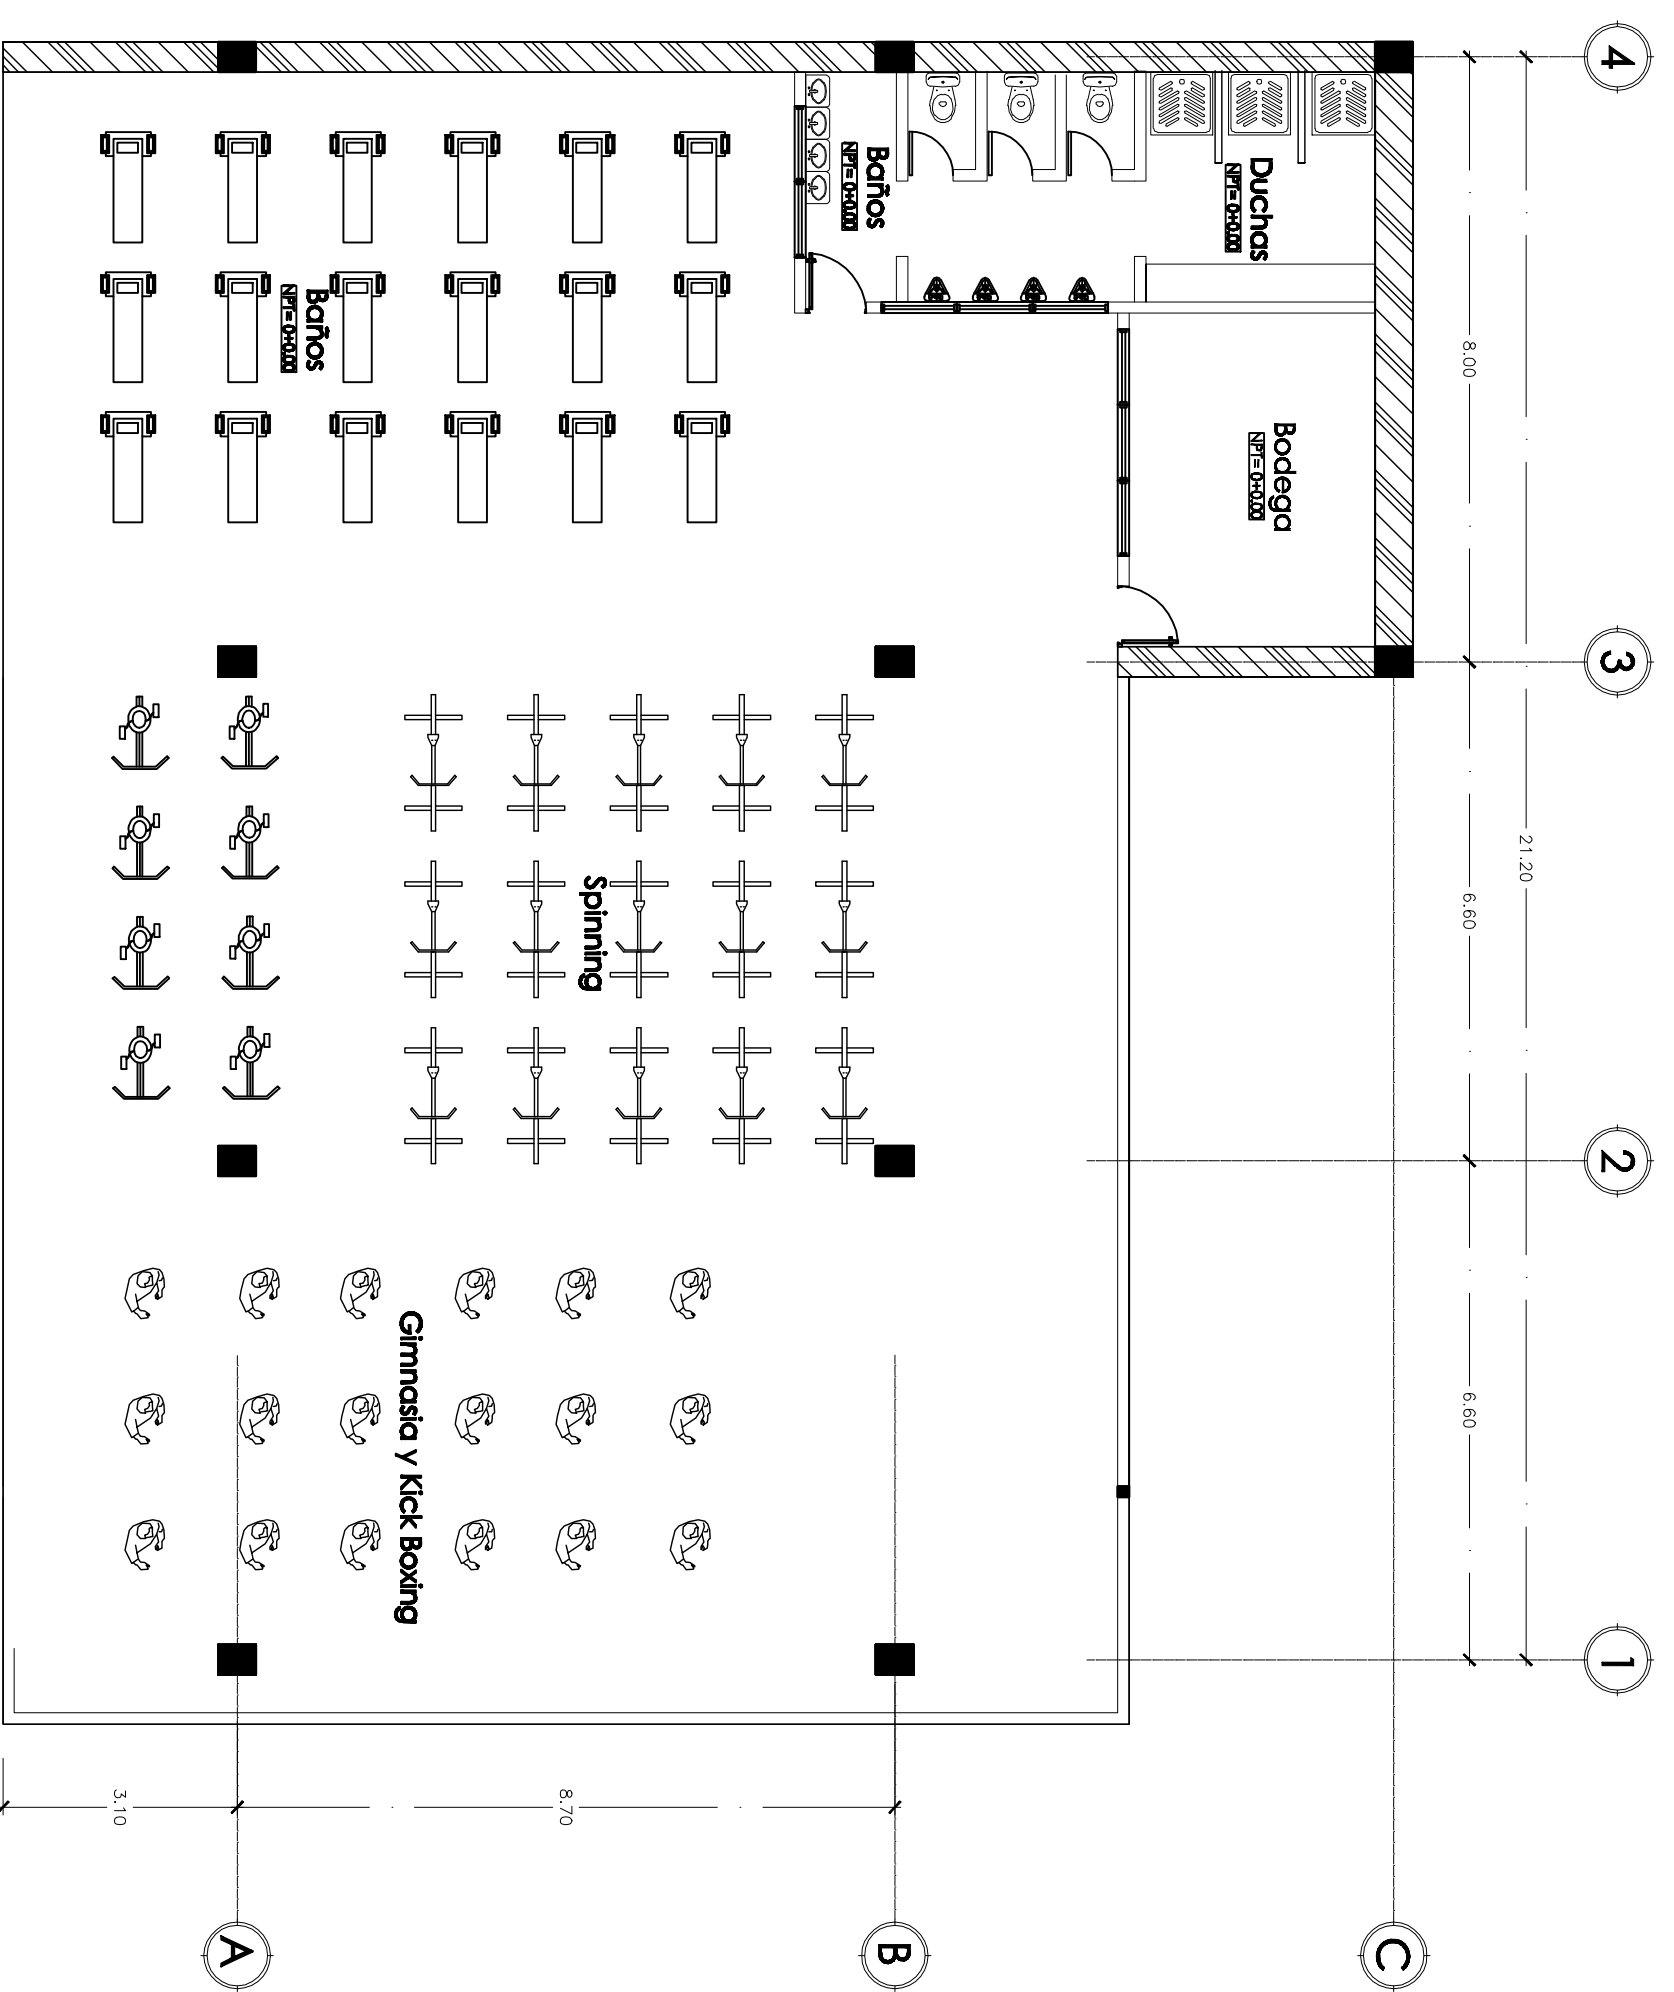 4
3
2
1
8.00
6.60
6.60
21.20
Duchas
NPT= 0+0.00
Baños
NPT= 0+0.00
Bodega
NPT= 0+0.00
Baños
NPT= 0+0.00
Spinning
Gimnasia y Kick Boxing
3.10
8.70
A
B
C